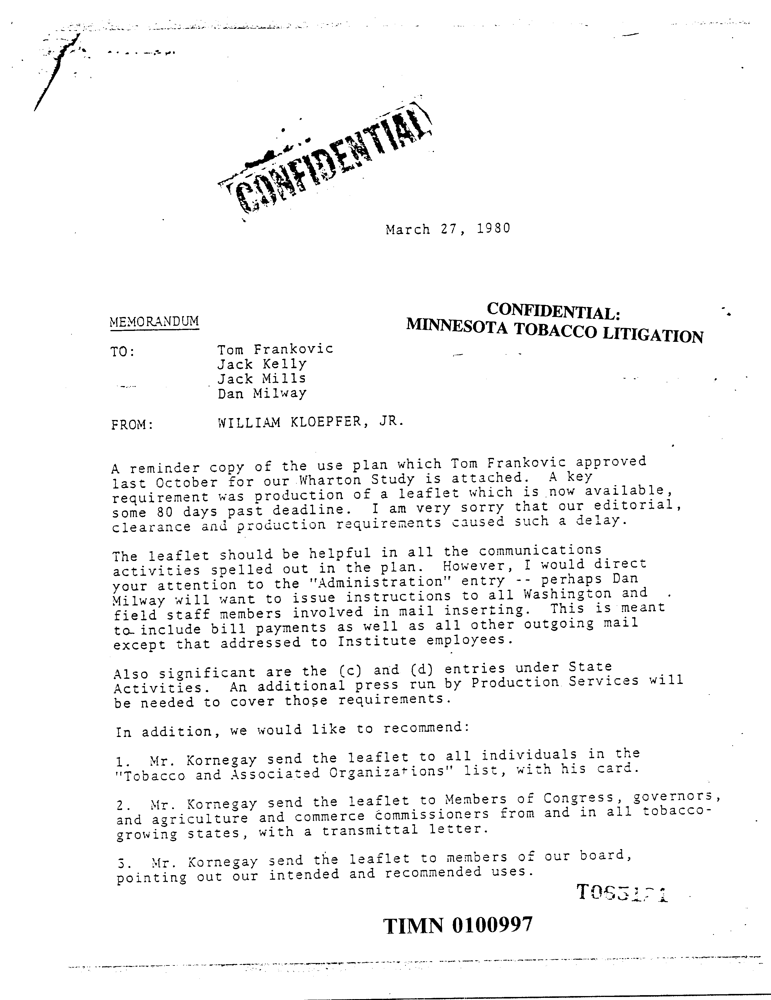 CONFIDENTIAL
March 27, 1980
CONFIDENTIAL:
MINNESOTA TOBACCO LITIGATION
MEMORANDUM
TO: Tom Frankovic
Jack Kelly
Jack Mills
Dan Milway
FROM: WILLIAM KLOEPFER, JR.
A reminder copy of the use plan which Tom Frankovic approved
last October for our Wharton Study is attached. A key
requirement was production of a leaflet which is now available,
some 80 days past deadline. I am very sorry that our editorial,
clearance and production requirements caused such a delay.
The leaflet should be helpful in all the communications
activities spelled out in the plan. However, I would direct
your attention to the "Administration" entry -- perhaps Dan
Milway will want to issue instructions to all Washington and
field staff members involved in mail inserting. This is meant
to include bill payments as well as all other outgoing mail
except that addressed to Institute employees.
Also significant are the (c) and (d) entries under State
Activities. An additional press run by Production Services will
be needed to cover those requirements.
In addition, we would like to recommend:
1. Mr. Kornegay send the leaflet to all individuals in the
"Tobacco and Associated Organizations" list, with his card.
2. Mr. Kornegay send the leaflet to Members of Congress, governors,
and agriculture and commerce commissioners from and in all tobacco-
growing states, with a transmittal letter.
3. Mr. Kornegay send the leaflet to members of our board,
pointing out our intended and recommended uses.
TIMN 0100997